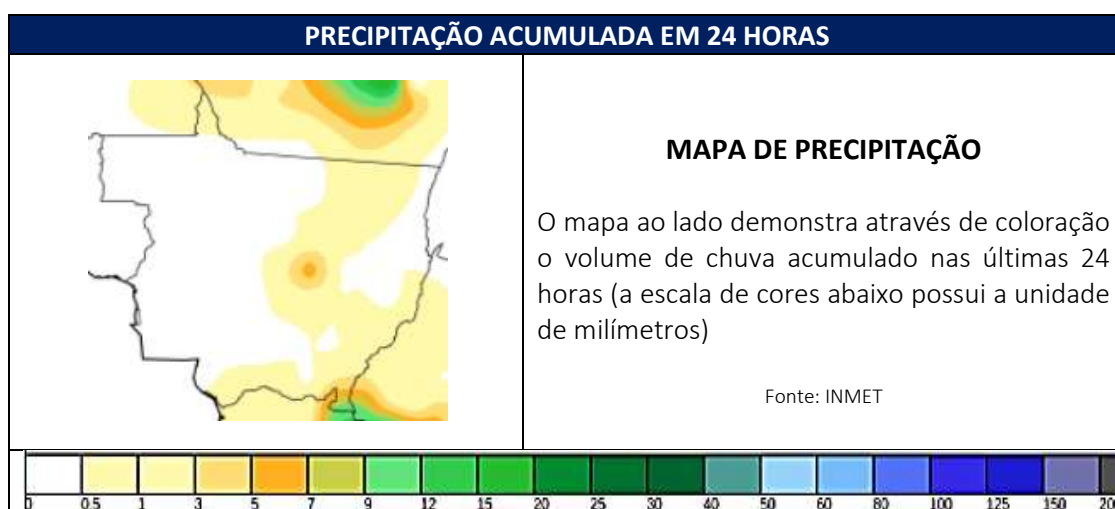 PRECIPITAÇÃO ACUMULADA EM 24 HORAS
MAPA DE PRECIPITAÇÃO
O mapa ao lado demonstra através de coloração
o volume de chuva acumulado nas últimas 24
horas (a escala de cores abaixo possui a unidade
de milímetros)
Fonte: INMET
0 0.5 1 3 5 7 9 12 15 20 25 30 40 50 60 80 100 125 150